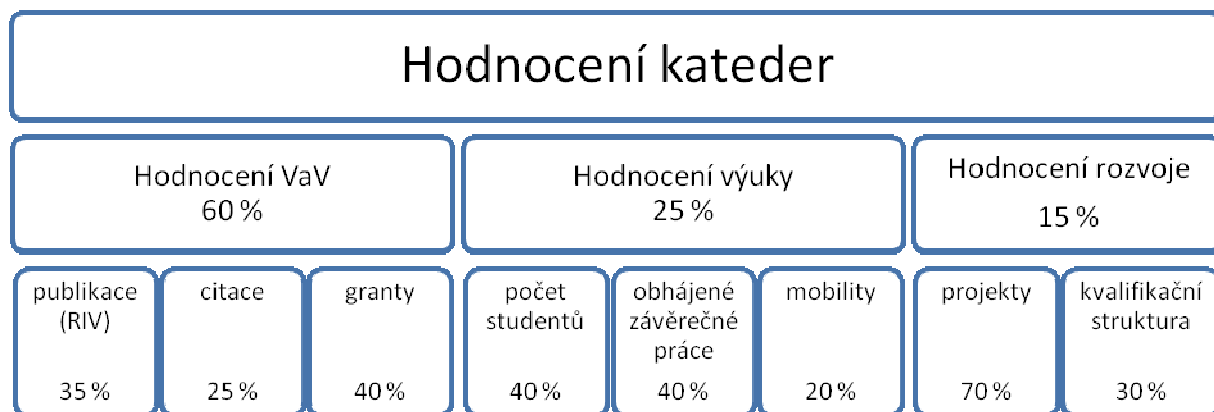 Hodnocení kateder
Hodnocení VaV
60 %
Hodnocení výuky
25 %
Hodnocení rozvoje
15 %
publikace
(RIV)
35 %
citace
25 %
granty
40 %
počet
studentů
40 %
obhájené
závěrečné
práce
40 %
mobility
20 %
projekty
70 %
kvalifikační
struktura
30 %